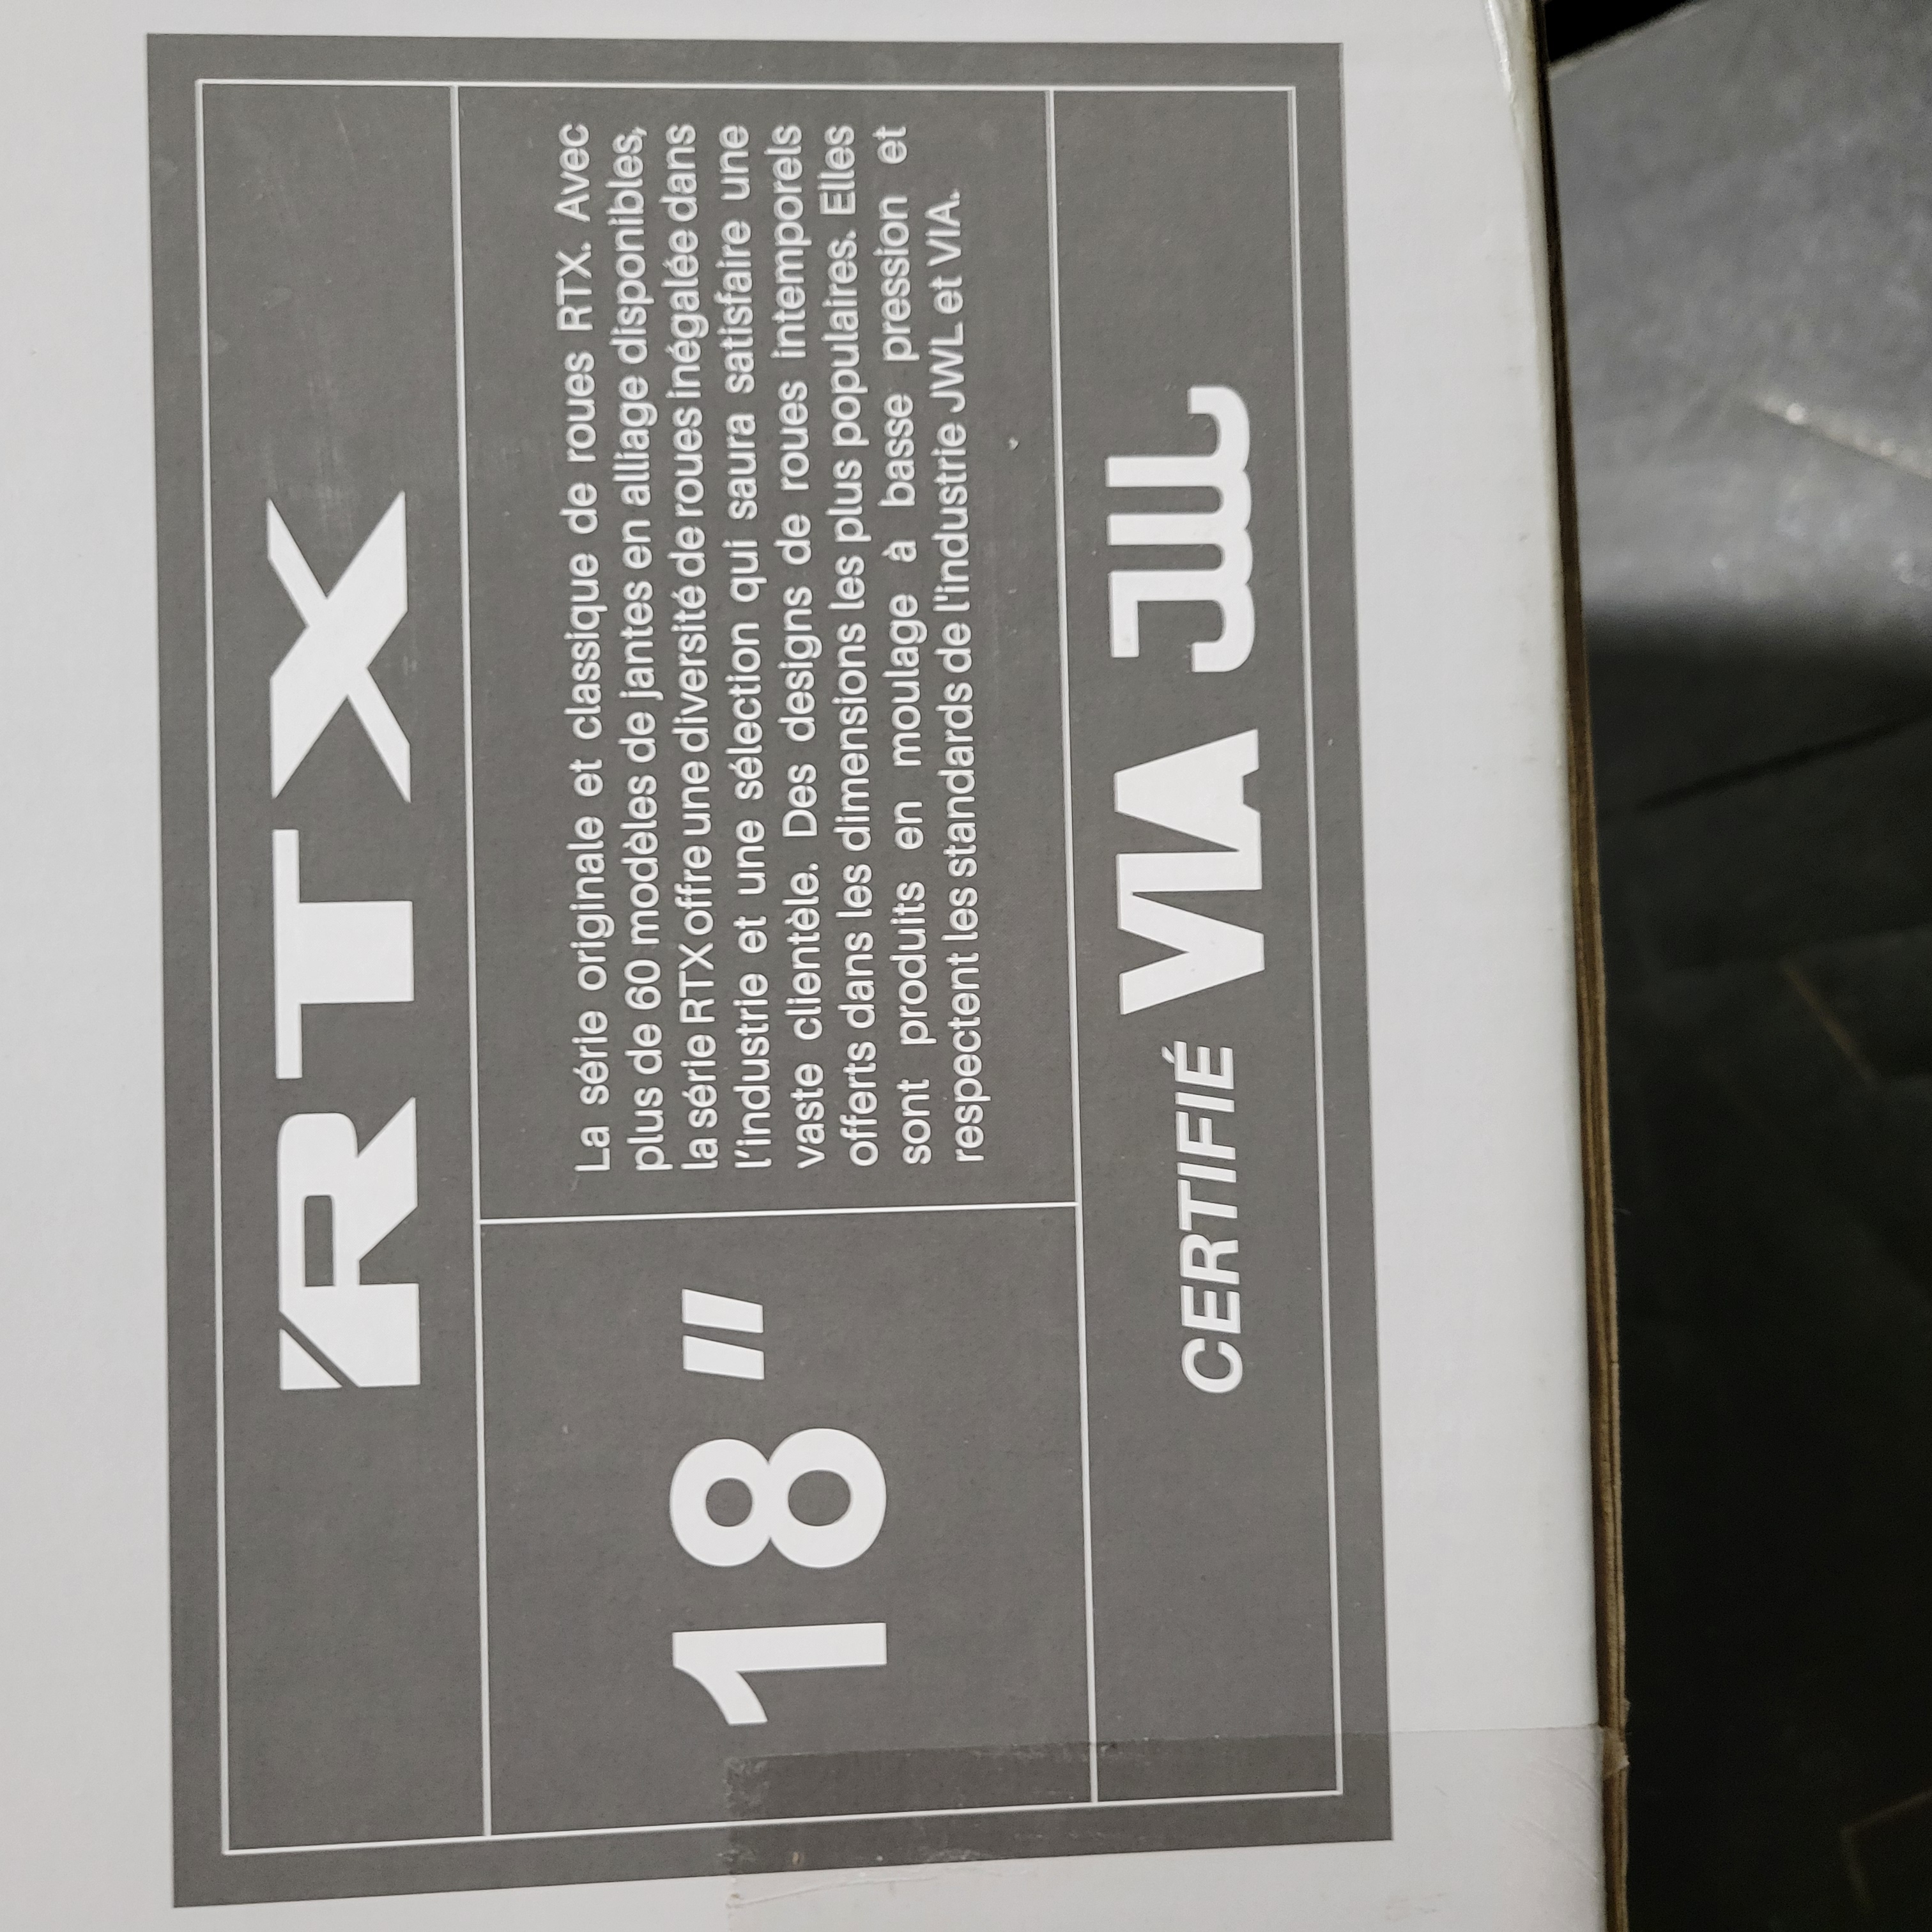 RTX
18"
La série originale et classique de roues RTX. Avec
plus de 60 modèles de jantes en alliage disponibles,
la série RTX offre une diversité de roues inégalée dans
l'industrie et une sélection qui saura satisfaire une
vaste clientèle. Des designs de roues intemporels
offerts dans les dimensions les plus populaires. Elles
sont produits en moulage à basse pression et
respectent les standards de l'industrie JWL et VIA.
CERTIFIÉ VIA JWL